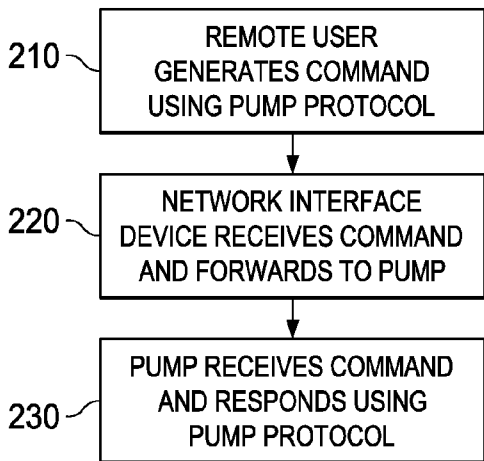 210
REMOTE USER
GENERATES COMMAND
USING PUMP PROTOCOL
220
NETWORK INTERFACE
DEVICE RECEIVES COMMAND
AND FORWARDS TO PUMP
230
PUMP RECEIVES COMMAND
AND RESPONDS USING
PUMP PROTOCOL